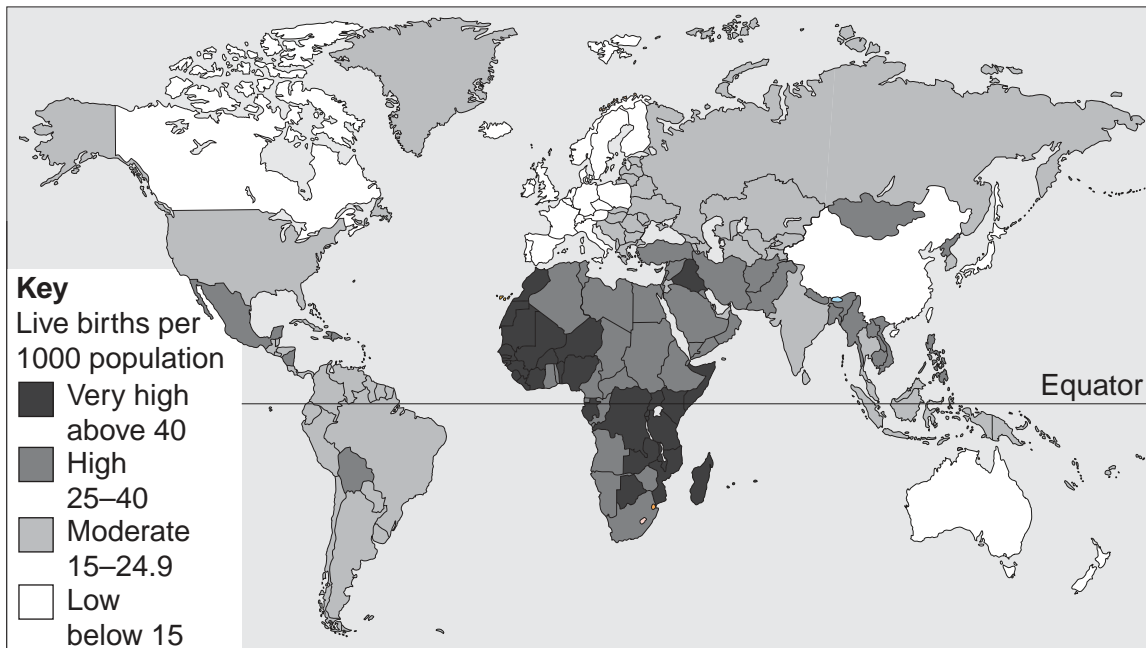 Key
Live births per
1000 population
Very high
above 40
High
25–40
Moderate
15–24.9
Low
below 15
Equator